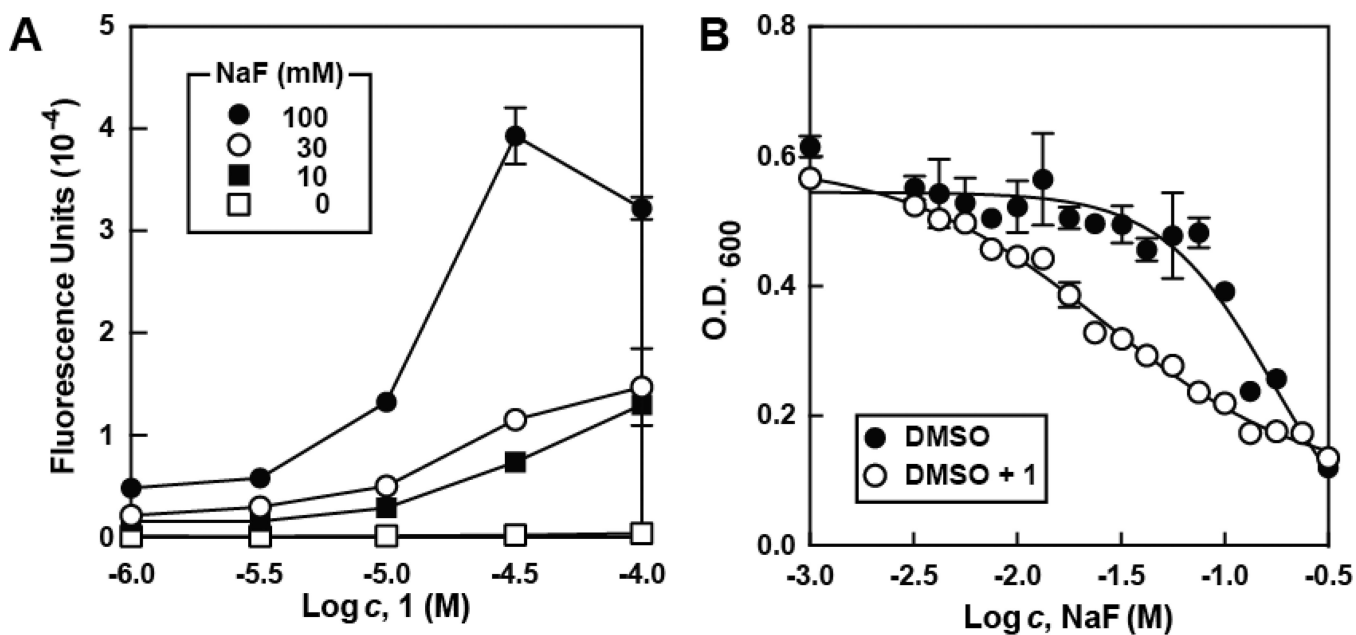 A
Fluorescence Units (10⁻⁴)
5
4
3
2
1
0
NaF (mM)
100
30
10
0
-6.0 -5.5 -5.0 -4.5 -4.0
Log c, 1 (M)
B
O.D. 600
0.8
0.6
0.4
0.2
0.0
DMSO
DMSO + 1
-3.0 -2.5 -2.0 -1.5 -1.0 -0.5
Log c, NaF (M)